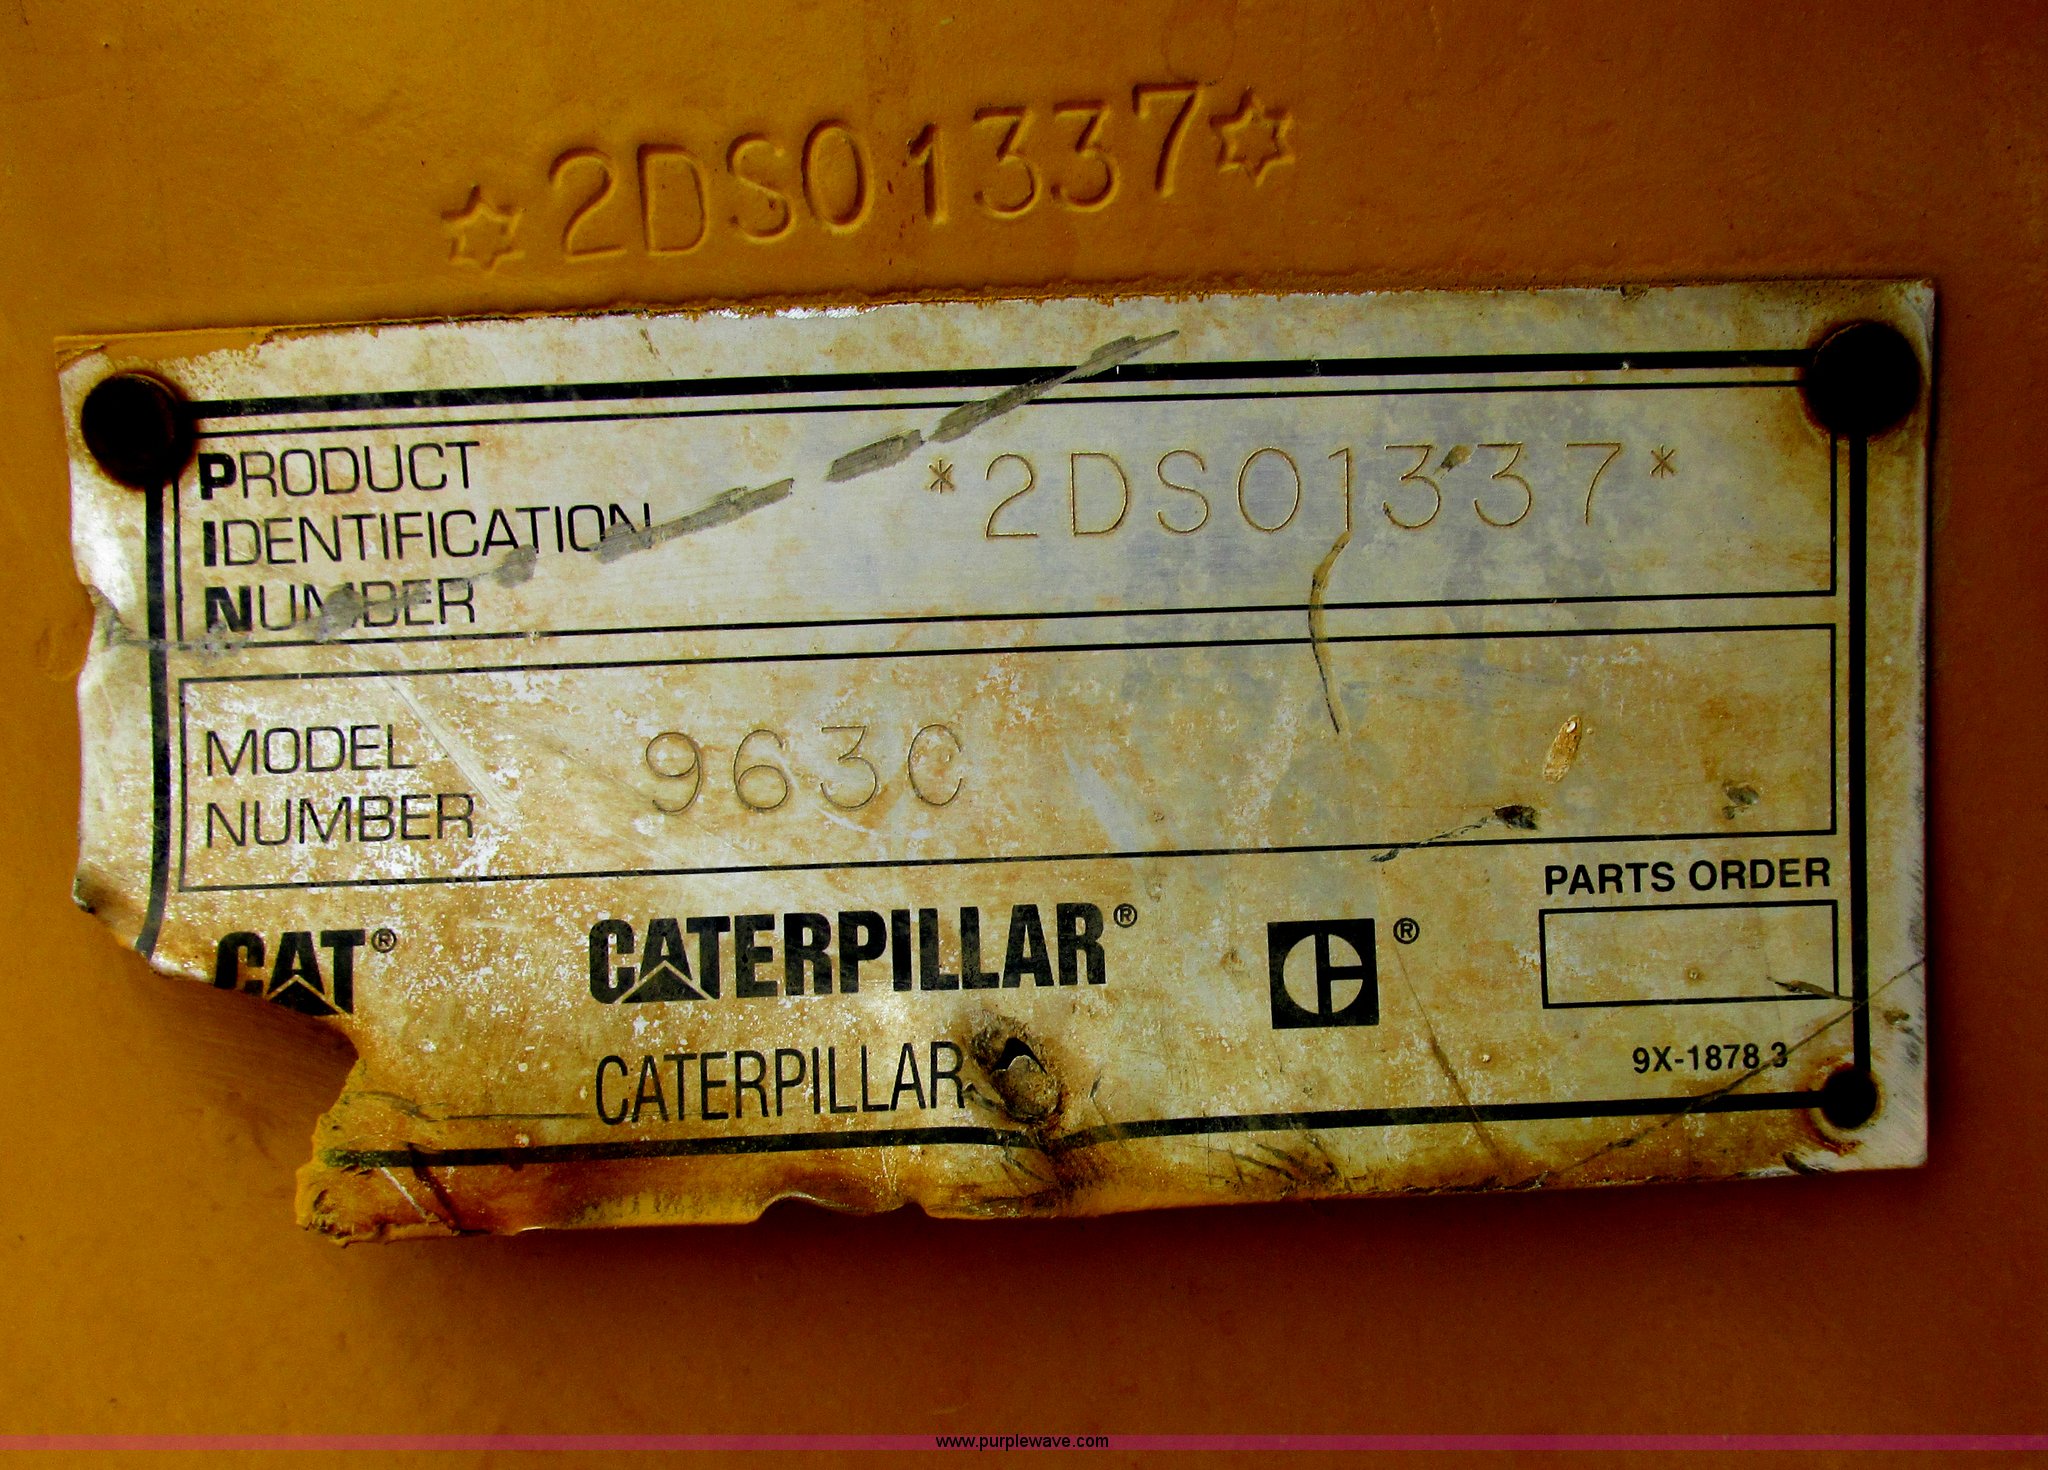 ☆2DS01337☆
PRODUCT
IDENTIFICATION
NUMBER
*2DS01337*
MODEL
NUMBER
963C
CAT®
CATERPILLAR®
®
PARTS ORDER
CATERPILLAR
9X-1878 3
www.purplewave.com